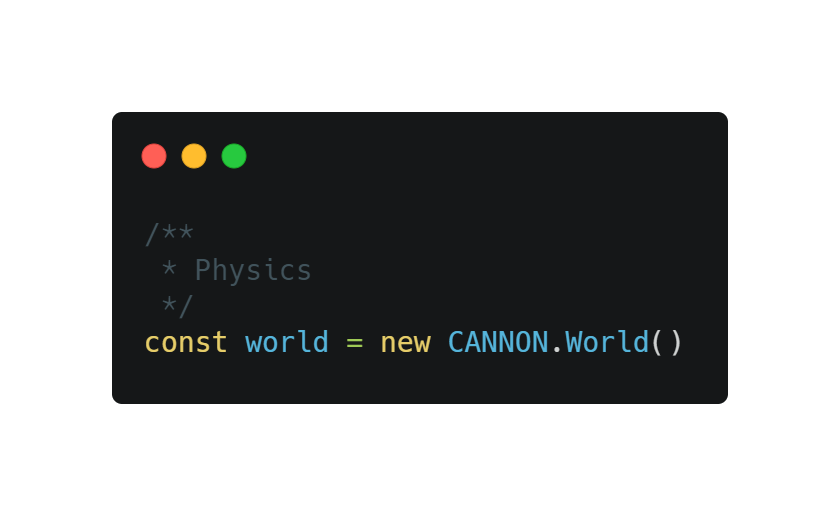 /**
 * Physics
 */
const world = new CANNON.World()